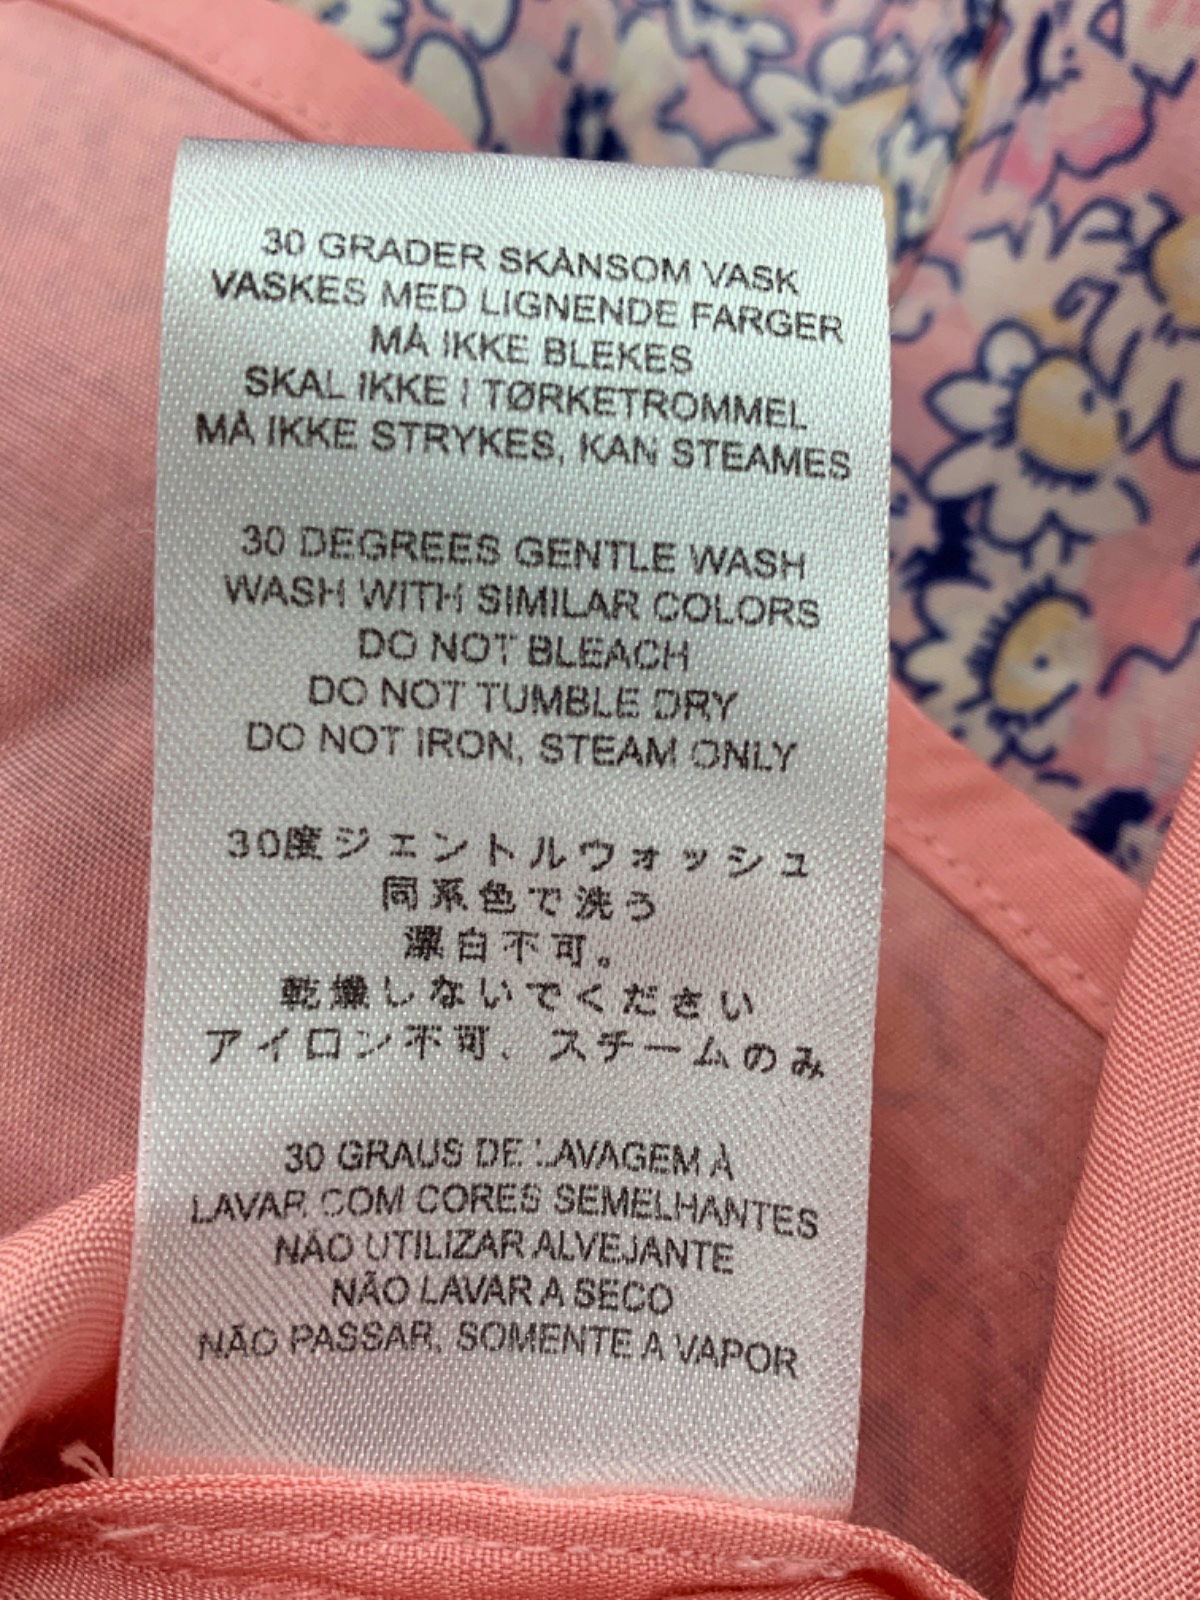 30 GRADER SKÅNSOM VASK
VASKES MED LIGNENDE FARGER
MÅ IKKE BLEKES
SKAL IKKE I TØRKETROMMEL
MÅ IKKE STRYKES, KAN STEAMES
30 DEGREES GENTLE WASH
WASH WITH SIMILAR COLORS
DO NOT BLEACH
DO NOT TUMBLE DRY
DO NOT IRON, STEAM ONLY
30度ジェントルウォッシュ
同系色で洗う
漂白不可。
乾燥しないでください
アイロン不可、スチームのみ
30 GRAUS DE LAVAGEM À
LAVAR COM CORES SEMELHANTES
NÃO UTILIZAR ALVEJANTE
NÃO LAVAR A SECO
NÃO PASSAR, SOMENTE A VAPOR